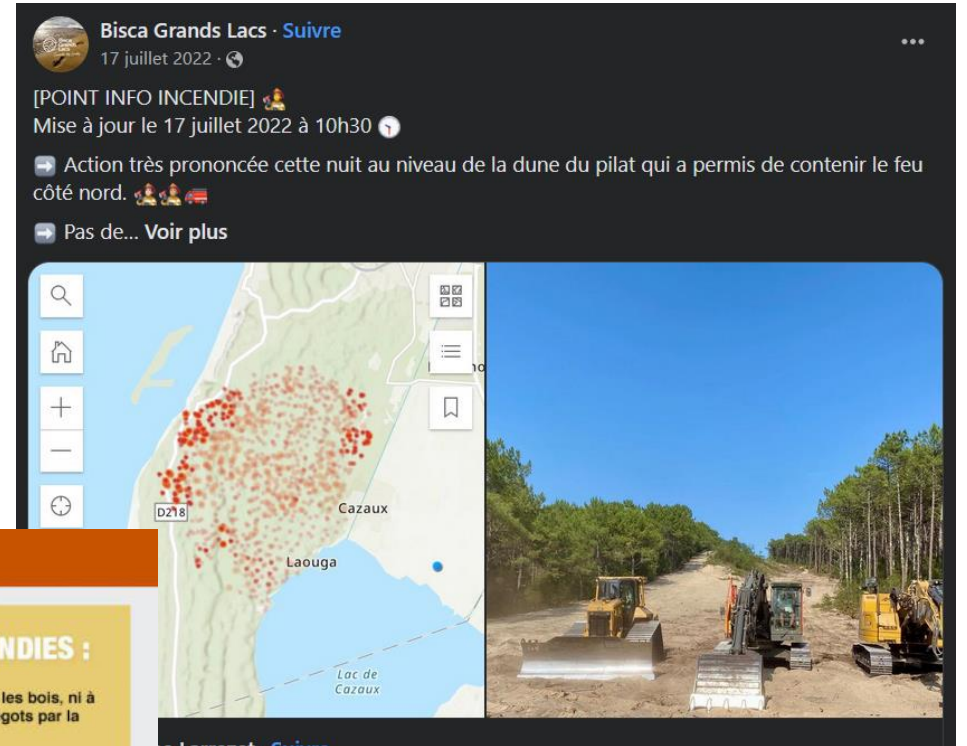 Bisca Grands Lacs · Suivre
17 juillet 2022 ·
[POINT INFO INCENDIE]
Mise à jour le 17 juillet 2022 à 10h30
Action très prononcée cette nuit au niveau de la dune du pilat qui a permis de contenir le feu
côté nord.
Pas de... Voir plus
D218
Cazaux
Laouga
Lac de
Cazaux
NDIES :
les bois, ni à
gots par la
Suivre